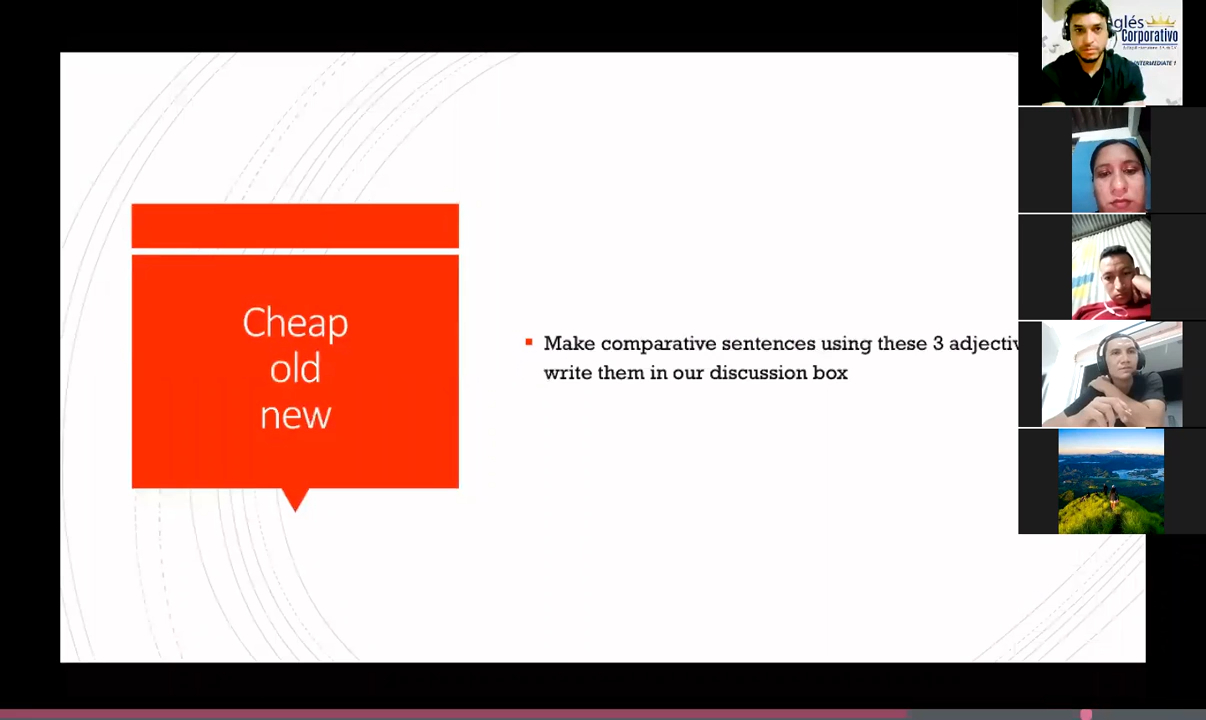 glés
Corporativo
INTERMEDIATE 1
Cheap
old
new
Make comparative sentences using these 3
write them in our discussion box